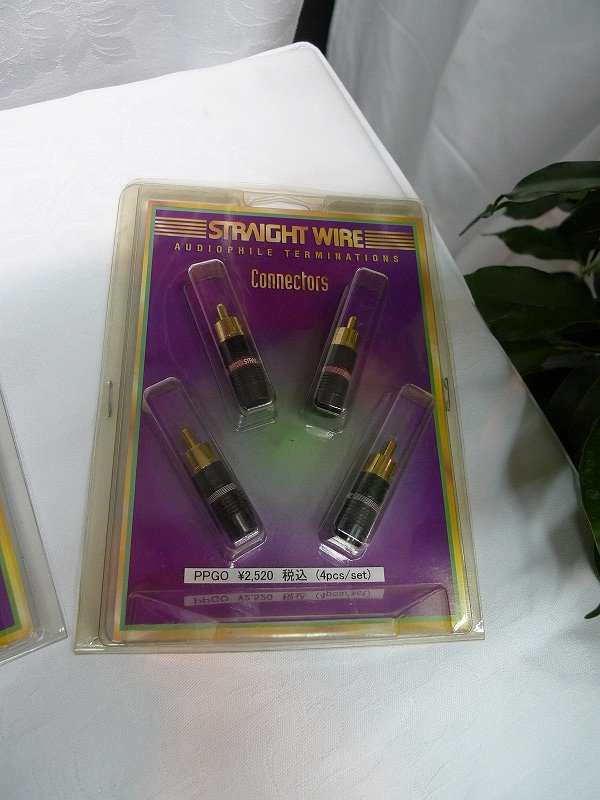 STRAIGHT WIRE
AUDIOPHILE TERMINATIONS
Connectors
PPGO ¥2,520 税込 (4pcs/set)